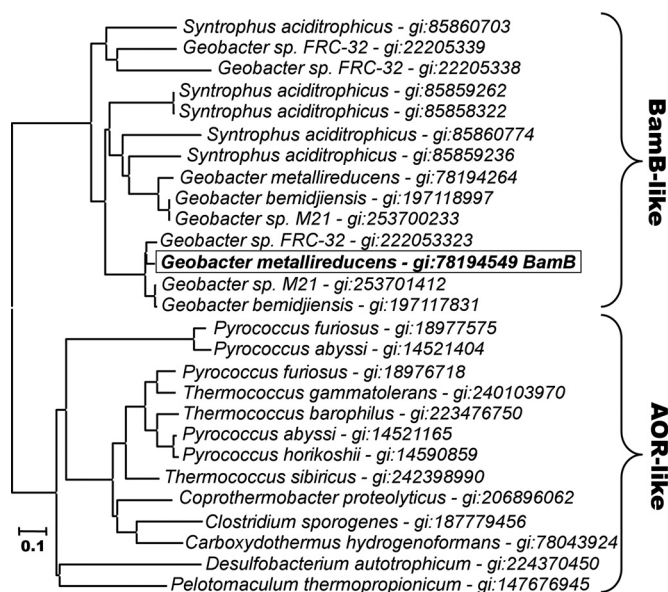 Syntrophus aciditrophicus - gi:85860703
Geobacter sp. FRC-32 - gi:22205339
Geobacter sp. FRC-32 - gi:22205338
Syntrophus aciditrophicus - gi:85859262
Syntrophus aciditrophicus - gi:85858322
Syntrophus aciditrophicus - gi:85860774
Syntrophus aciditrophicus - gi:85859236
Geobacter metallireducens - gi:78194264
Geobacter bemidjiensis - gi:197118997
Geobacter sp. M21 - gi:253700233
Geobacter sp. FRC-32 - gi:222053323
Geobacter metallireducens - gi:78194549 BamB
Geobacter sp. M21 - gi:253701412
Geobacter bemidjiensis - gi:197117831
BamB-like
Pyrococcus furiosus - gi:18977575
Pyrococcus abyssi - gi:14521404
Pyrococcus furiosus - gi:18976718
Thermococcus gammatolerans - gi:240103970
Thermococcus barophilus - gi:223476750
Pyrococcus abyssi - gi:14521165
Pyrococcus horikoshii - gi:14590859
Thermococcus sibiricus - gi:242398990
Coprothermobacter proteolyticus - gi:206896062
Clostridium sporogenes - gi:187779456
Carboxydothermus hydrogenoformans - gi:78043924
Desulfobacterium autotrophicum - gi:224370450
Pelotomaculum thermopropionicum - gi:147676945
AOR-like
0.1